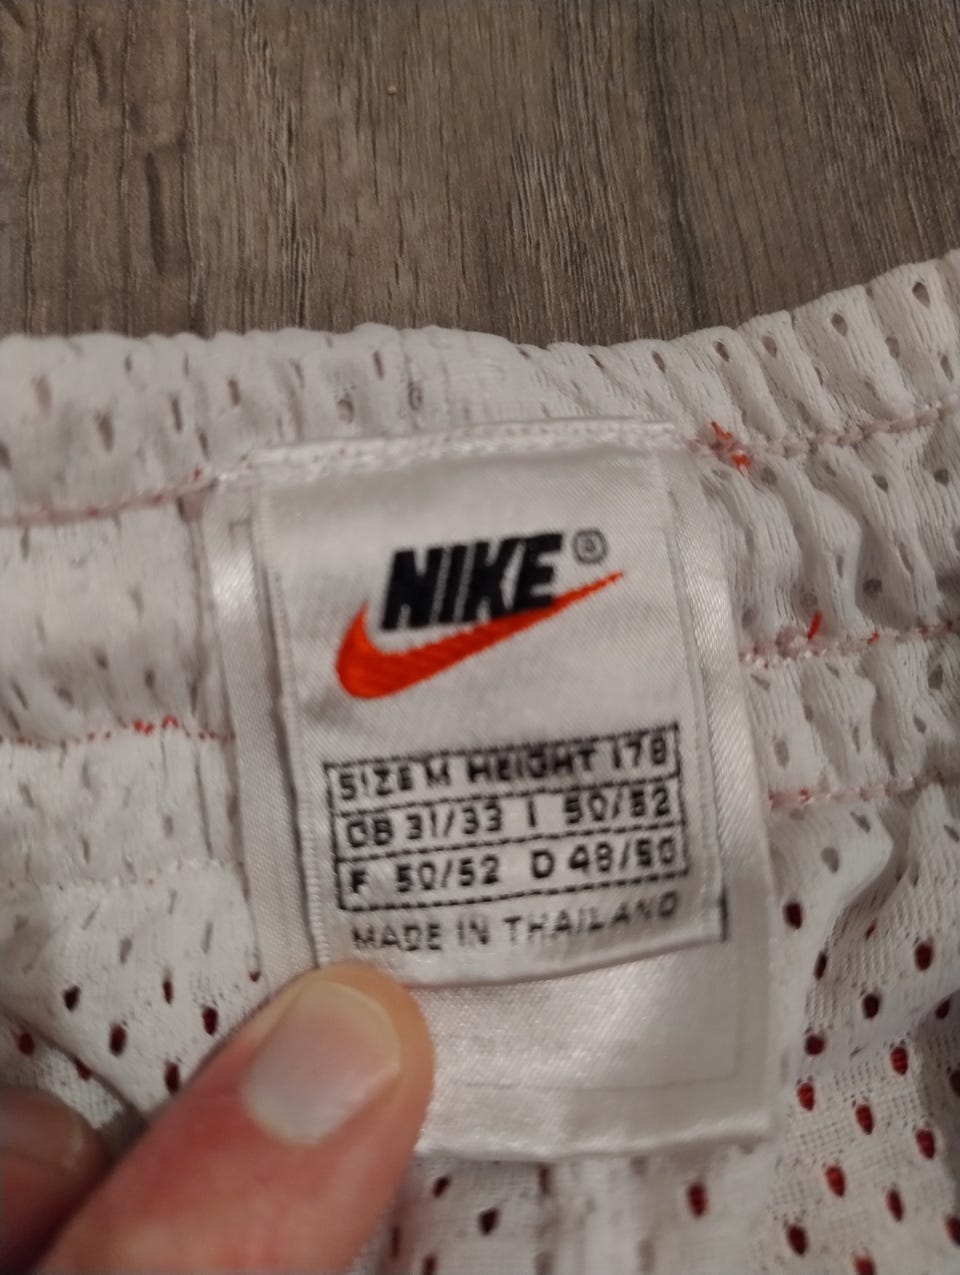 NIKE®
SIZE M HEIGHT 178
GB 31/33 I 50/52
F 50/52 D 48/50
MADE IN THAILAND